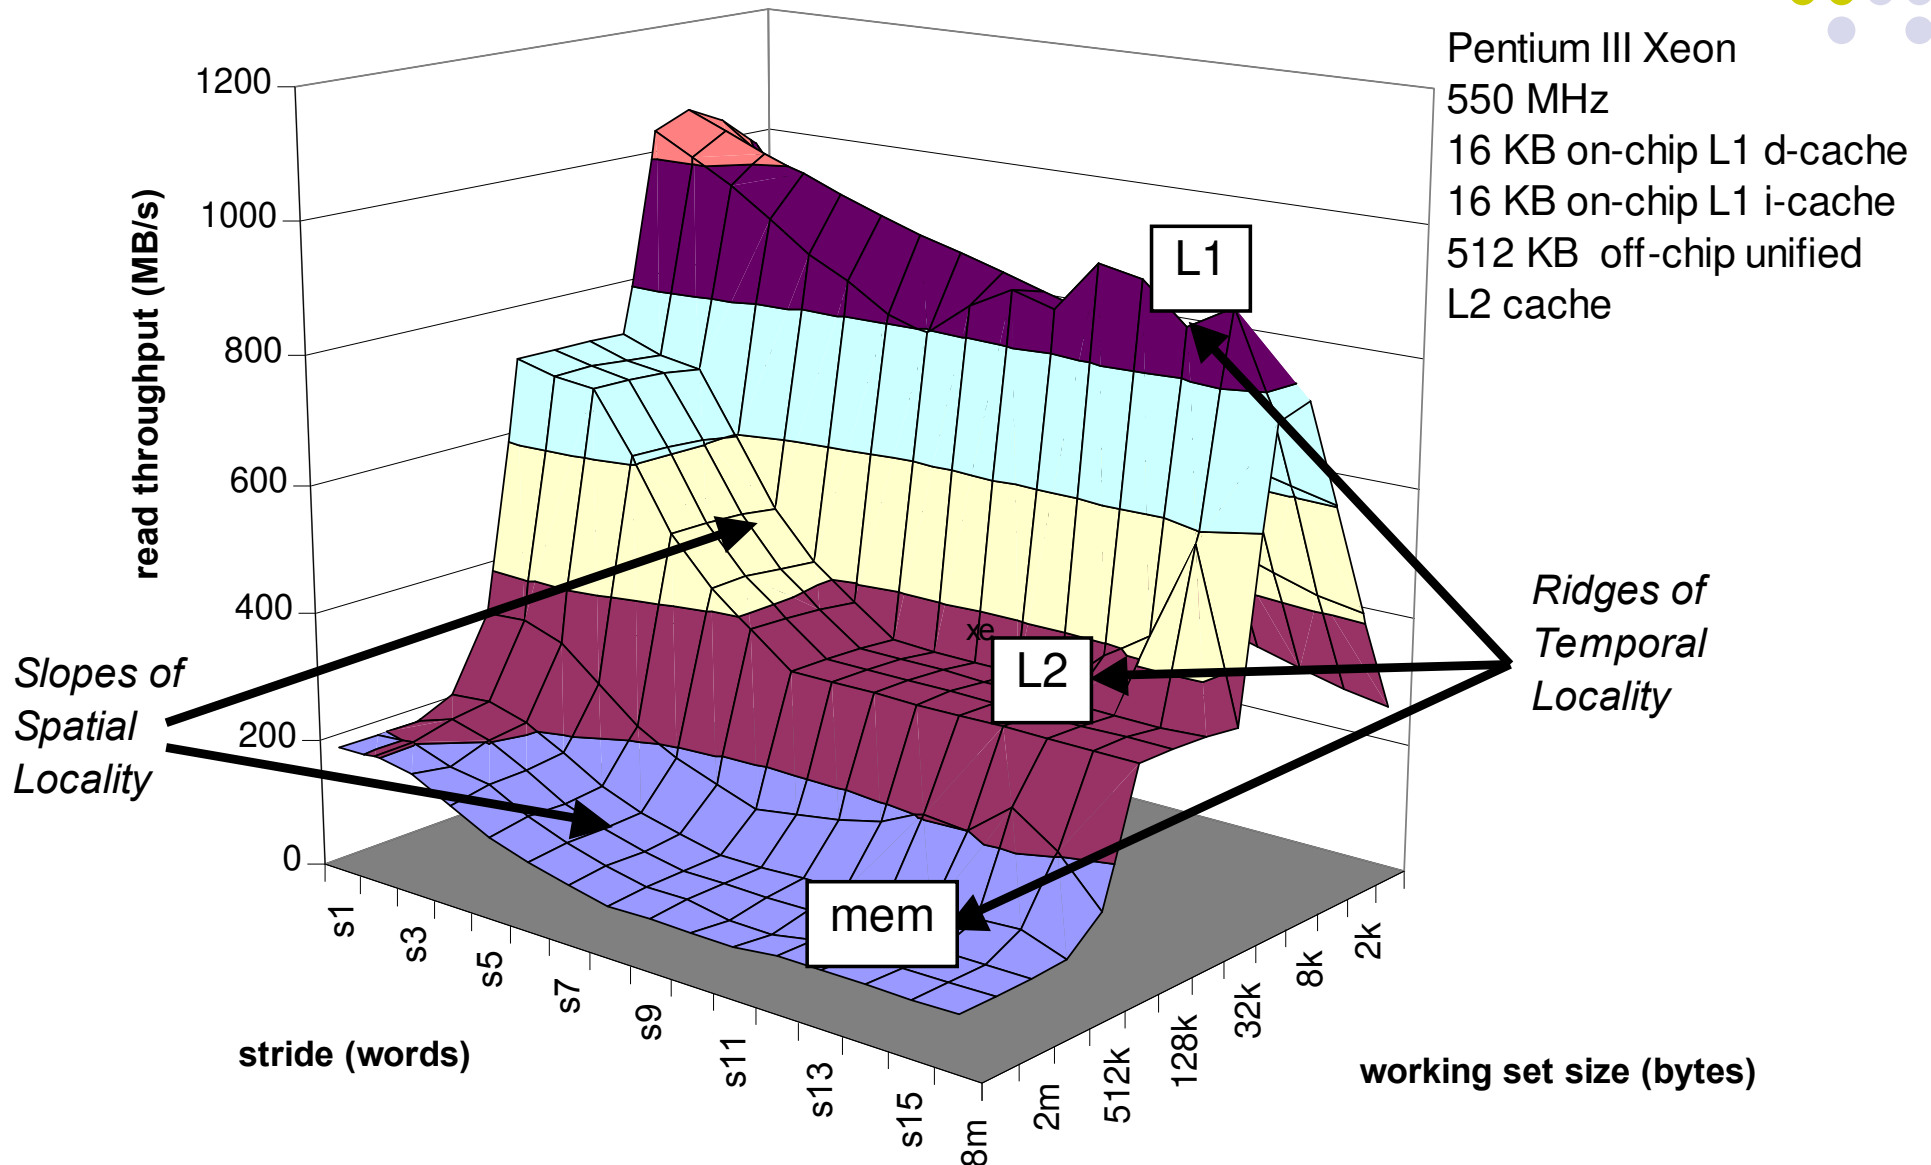 Pentium III Xeon
550 MHz
16 KB on-chip L1 d-cache
16 KB on-chip L1 i-cache
512 KB off-chip unified
L2 cache
read throughput (MB/s)
1200
1000
800
600
400
200
0
L1
xe
L2
mem
Slopes of
Spatial
Locality
Ridges of
Temporal
Locality
s1
s3
s5
s7
s9
s11
s13
s15
stride (words)
8m
2m
512k
128k
32k
8k
2k
working set size (bytes)